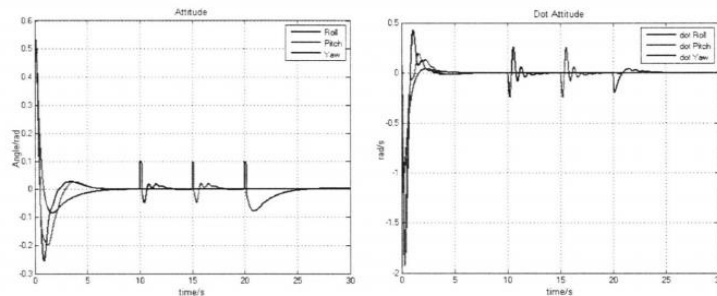 Attitude
Angle/rad
0.6
0.5
0.4
0.3
0.2
0.1
0
-0.1
-0.2
-0.3
0 5 10 15 20 25 30
time/s
Roll
Pitch
Yaw
Dot Attitude
rad/s
0.5
0
-0.5
-1
-1.5
-2
0 5 10 15 20 25 30
time/s
dot Roll
dot Pitch
dot Yaw